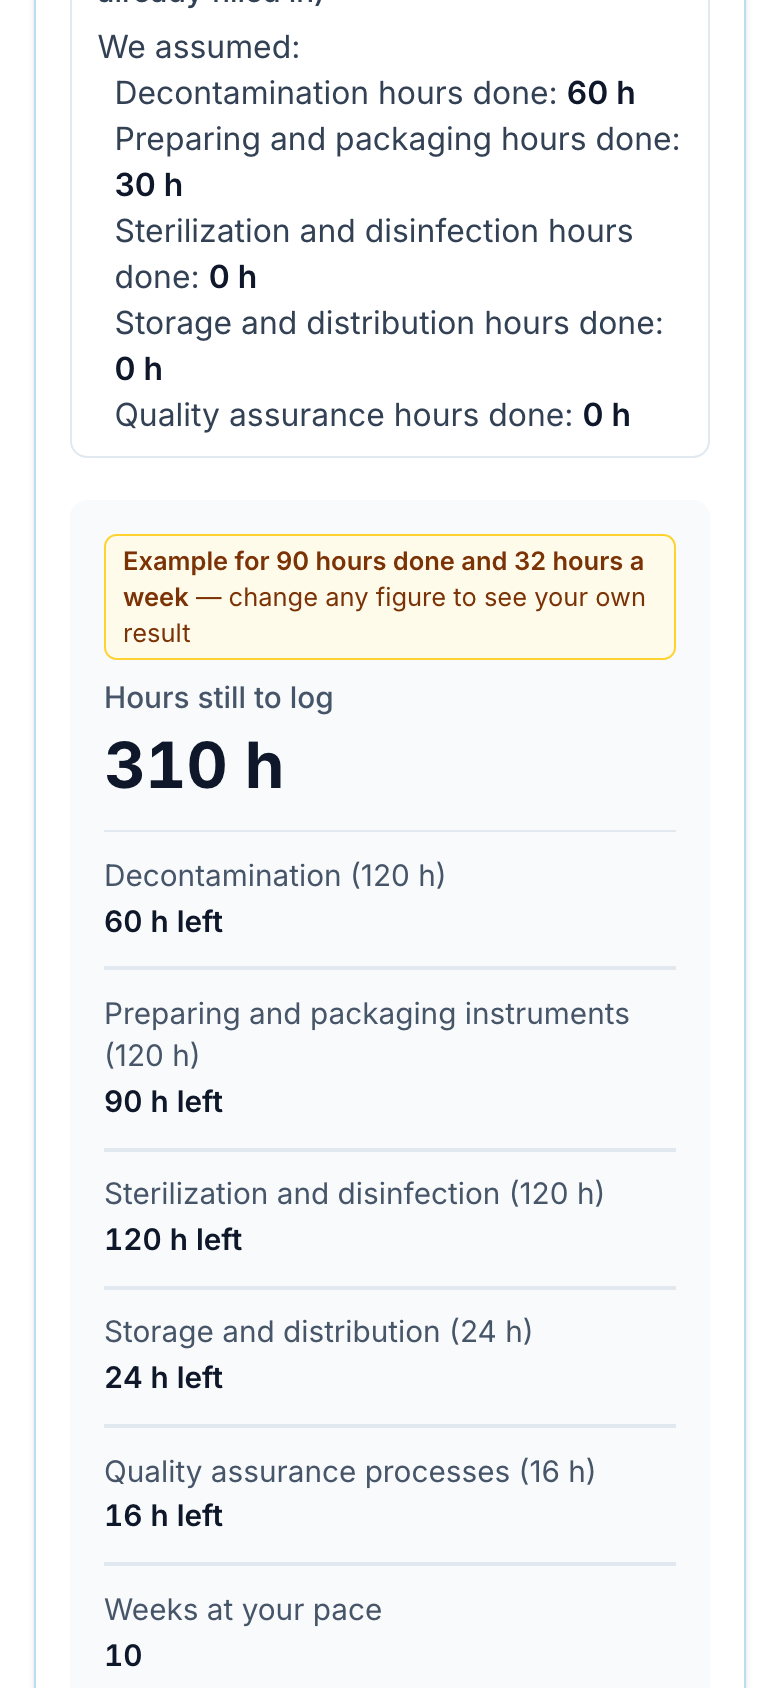 We assumed:
Decontamination hours done: 60 h
Preparing and packaging hours done:
30 h
Sterilization and disinfection hours
done: 0 h
Storage and distribution hours done:
0 h
Quality assurance hours done: 0 h
Example for 90 hours done and 32 hours a
week — change any figure to see your own
result
Hours still to log
310 h
Decontamination (120 h)
60 h left
Preparing and packaging instruments
(120 h)
90 h left
Sterilization and disinfection (120 h)
120 h left
Storage and distribution (24 h)
24 h left
Quality assurance processes (16 h)
16 h left
Weeks at your pace
10